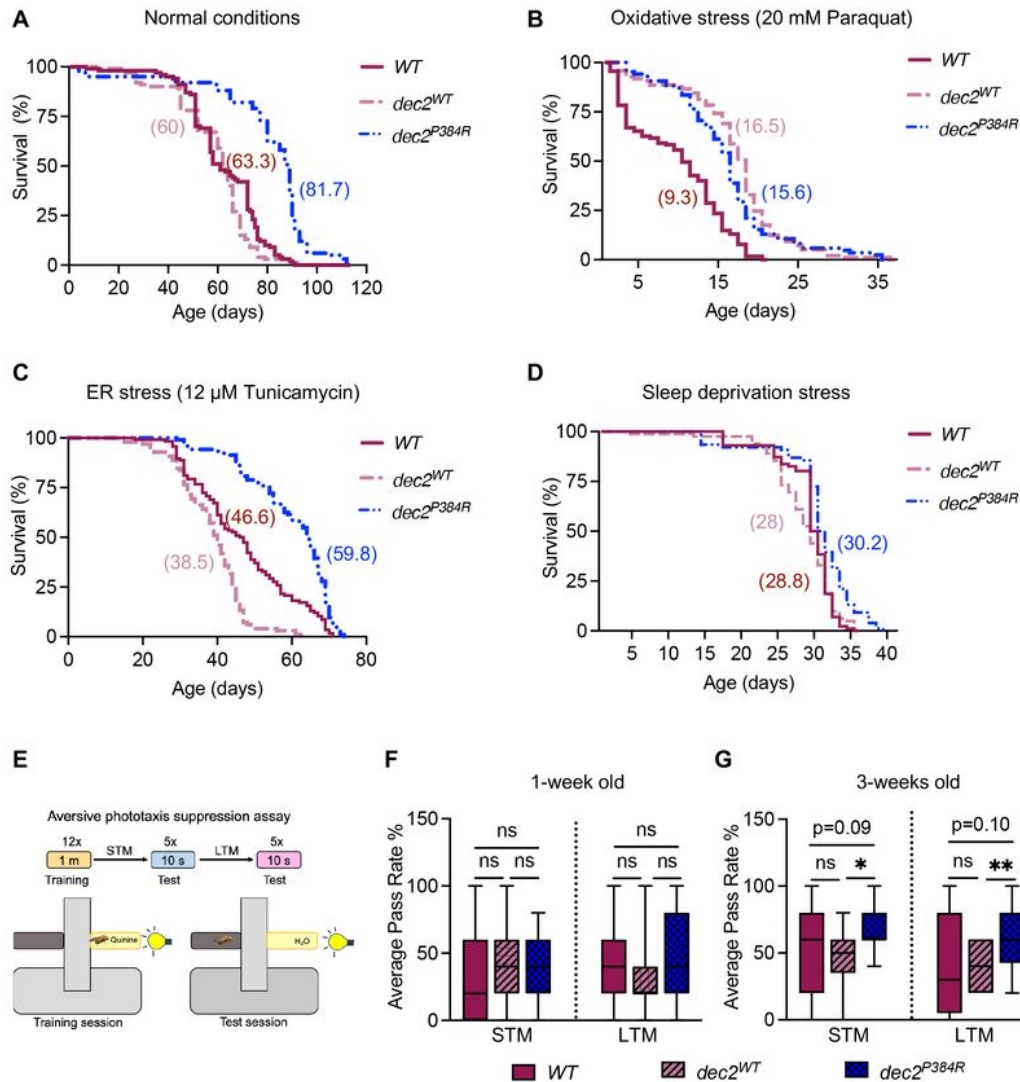 A
Normal conditions
Survival (%)
100
75
50
25
0
0 20 40 60 80 100 120
Age (days)
(60)
(63.3)
(81.7)
WT
dec2WT
dec2P384R
B
Oxidative stress (20 mM Paraquat)
Survival (%)
100
75
50
25
0
5 15 25 35
Age (days)
(16.5)
(9.3)
(15.6)
WT
dec2WT
dec2P384R
C
ER stress (12 µM Tunicamycin)
Survival (%)
100
75
50
25
0
0 20 40 60 80
Age (days)
(46.6)
(38.5)
(59.8)
WT
dec2WT
dec2P384R
D
Sleep deprivation stress
Survival (%)
100
75
50
25
0
5 10 15 20 25 30 35 40
Age (days)
(28)
(30.2)
(28.8)
WT
dec2WT
dec2P384R
E
Aversive phototaxis suppression assay
12x STM 5x LTM 5x
1 m 10 s 10 s
Training Test Test
Quinine
H₂O
Training session
Test session
F
1-week old
Average Pass Rate %
150
100
50
0
ns
ns ns
ns
ns ns
STM LTM
G
3-weeks old
Average Pass Rate %
150
100
50
0
p=0.09
ns *
p=0.10
ns **
STM LTM
WT dec2WT dec2P384R